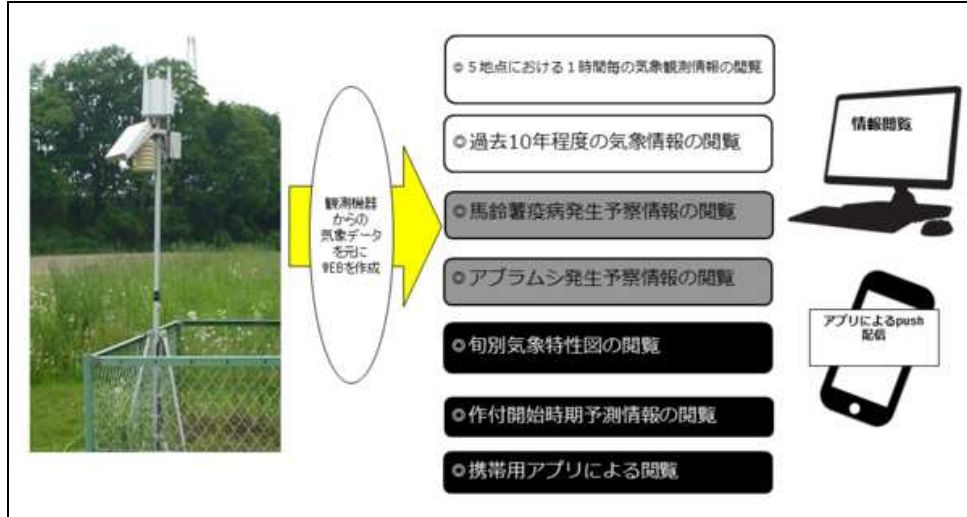 観測機器
からの
気象データ
を元に
WEBを作成
◎５地点における１時間毎の気象観測情報の閲覧
◎過去10年程度の気象情報の閲覧
◎馬鈴薯疫病発生予察情報の閲覧
◎アブラムシ発生予察情報の閲覧
◎旬別気象特性図の閲覧
◎作付開始時期予測情報の閲覧
◎携帯用アプリによる閲覧
情報閲覧
アプリによるpush
配信